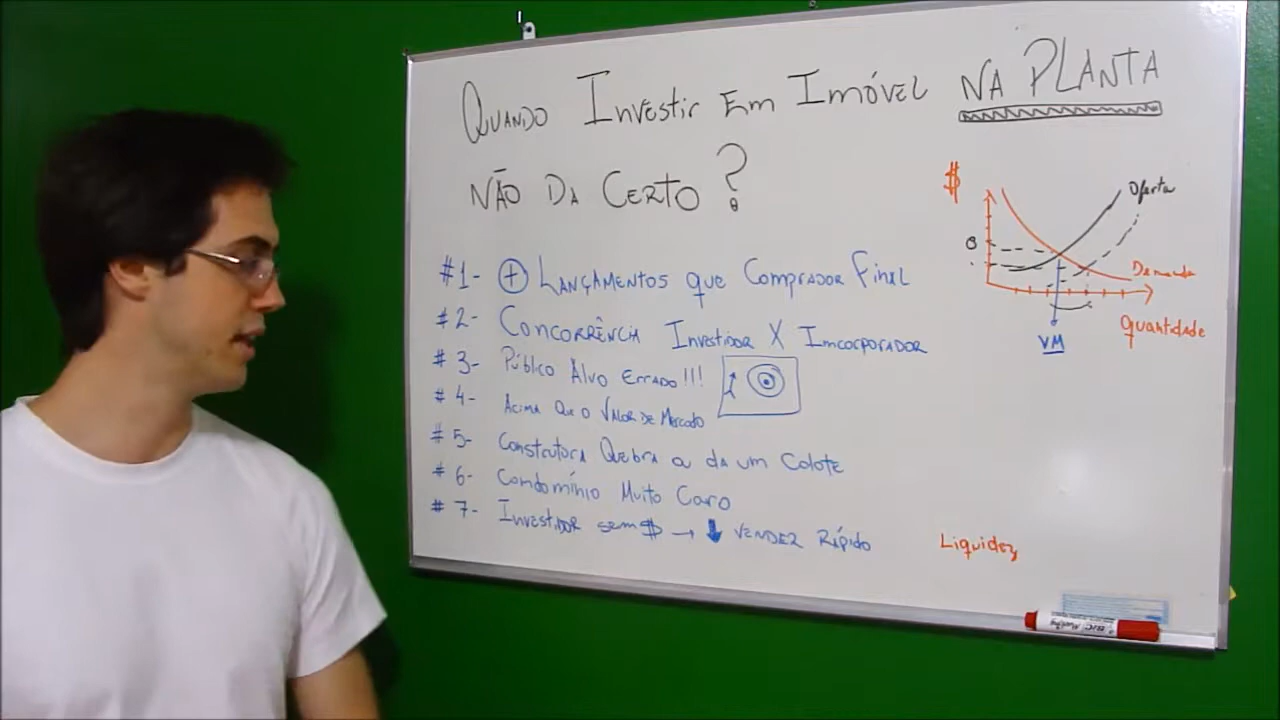 Quando Investir Em Imóvel NA PLANTA
NÃO DA CERTO?
#1- + LANÇAMENTOS que Comprador Final
#2- CONCORRÊNCIA Investidor X Imcorporador
#3- Público Alvo Errado!!!
#4- Acima Que o Valor de Mercado
#5- Construtora Quebra ou da um Calote
#6- Condomínio Muito Caro
#7- Investidor sem $ → ↓ VENDER Rápido
$
Oferta
Demanda
Quantidade
VM
Liquidez